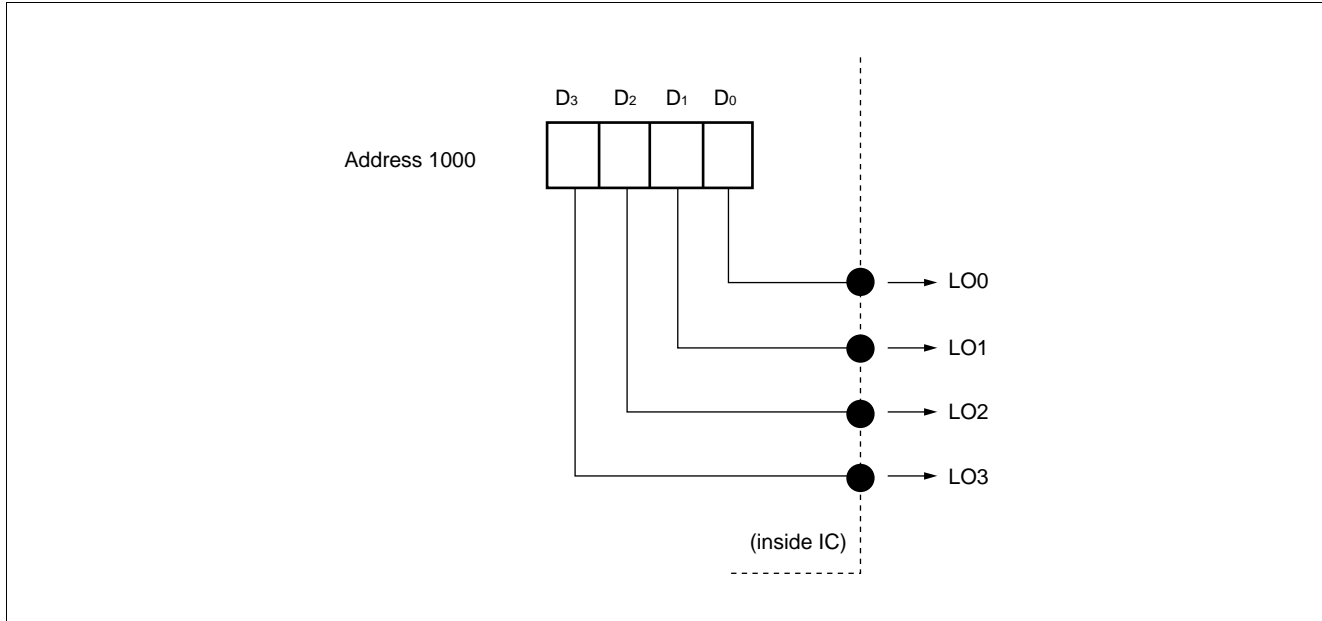 D3 D2 D1 D0
Address 1000
LO0
LO1
LO2
LO3
(inside IC)